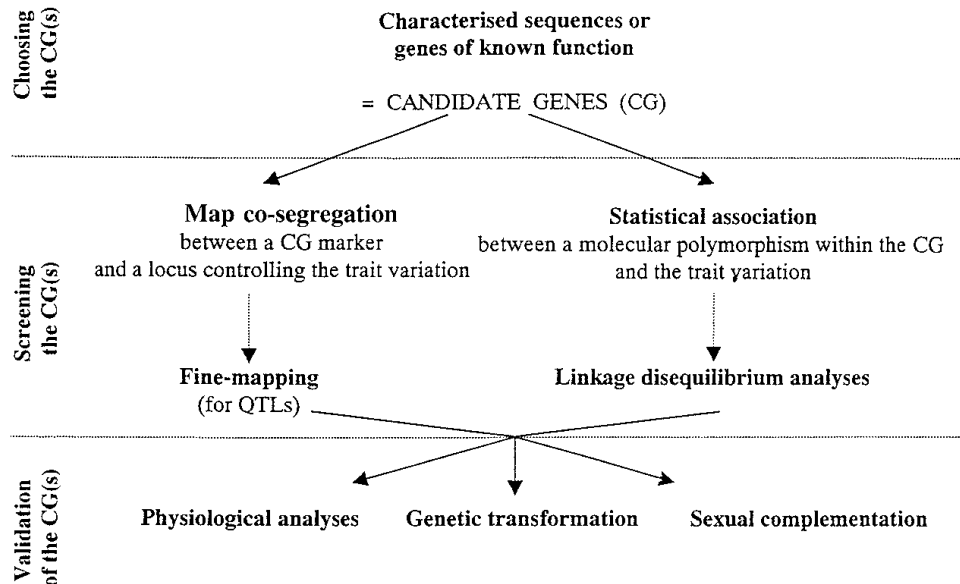 Choosing
the CG(s)
Characterised sequences or
genes of known function
= CANDIDATE GENES (CG)
Screening
the CG(s)
Map co-segregation
between a CG marker
and a locus controlling the trait variation
Statistical association
between a molecular polymorphism within the CG
and the trait variation
Fine-mapping
(for QTLs)
Linkage disequilibrium analyses
Validation
of the CG(s)
Physiological analyses
Genetic transformation
Sexual complementation